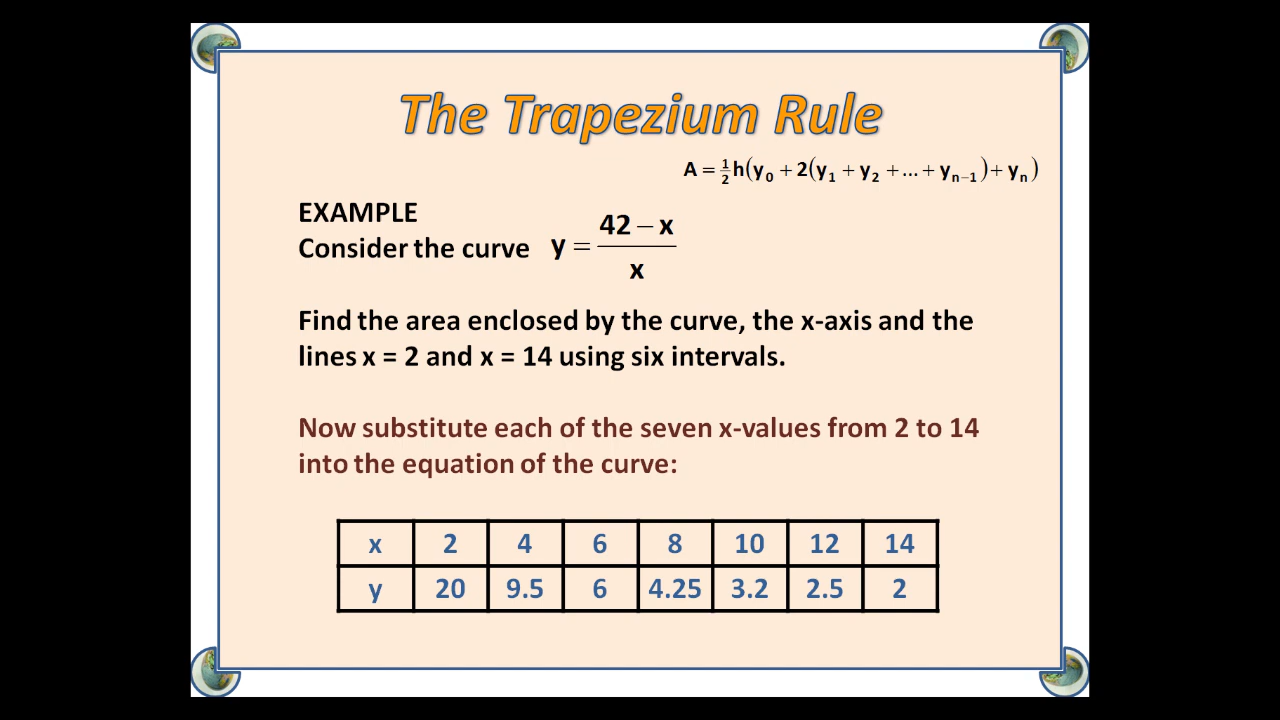 The Trapezium Rule
A = ½h(y₀ + 2(y₁ + y₂ + ... + yₙ₋₁) + yₙ)
EXAMPLE
Consider the curve y = (42 − x)/x
Find the area enclosed by the curve, the x-axis and the
lines x = 2 and x = 14 using six intervals.
Now substitute each of the seven x-values from 2 to 14
into the equation of the curve:
x 2 4 6 8 10 12 14
y 20 9.5 6 4.25 3.2 2.5 2